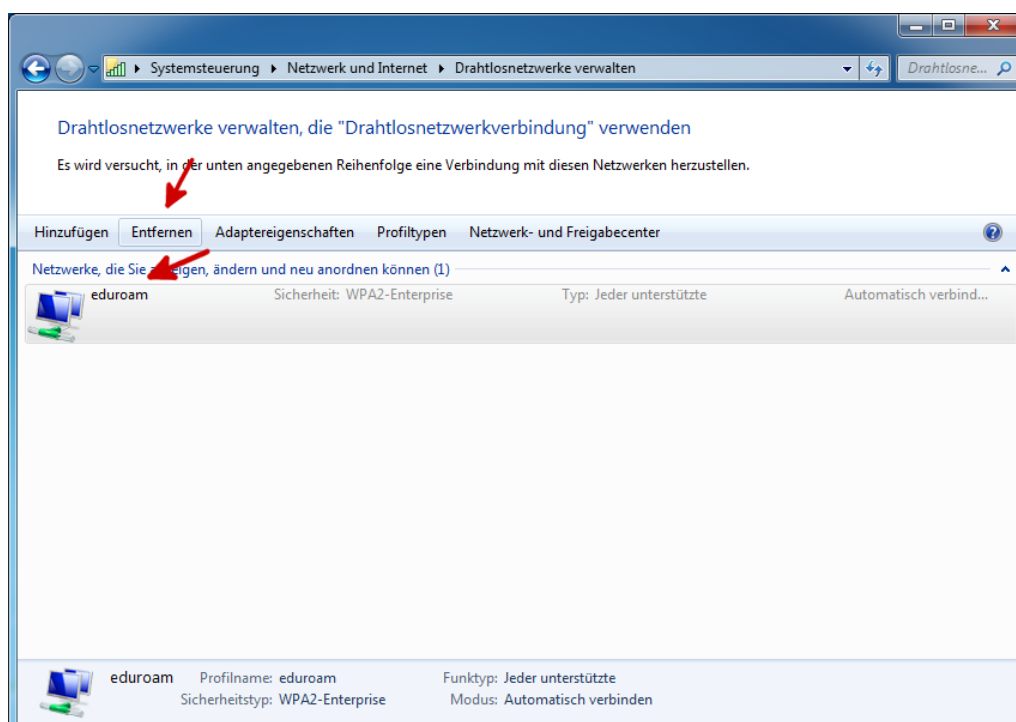 Systemsteuerung ▸ Netzwerk und Internet ▸ Drahtlosnetzwerke verwalten Drahtlosne...
Drahtlosnetzwerke verwalten, die "Drahtlosnetzwerkverbindung" verwenden
Es wird versucht, in der unten angegebenen Reihenfolge eine Verbindung mit diesen Netzwerken herzustellen.
Hinzufügen Entfernen Adaptereigenschaften Profiltypen Netzwerk- und Freigabecenter
Netzwerke, die Sie anzeigen, ändern und neu anordnen können (1)
eduroam Sicherheit: WPA2-Enterprise Typ: Jeder unterstützte Automatisch verbind...
eduroam Profilname: eduroam Funktyp: Jeder unterstützte
Sicherheitstyp: WPA2-Enterprise Modus: Automatisch verbinden